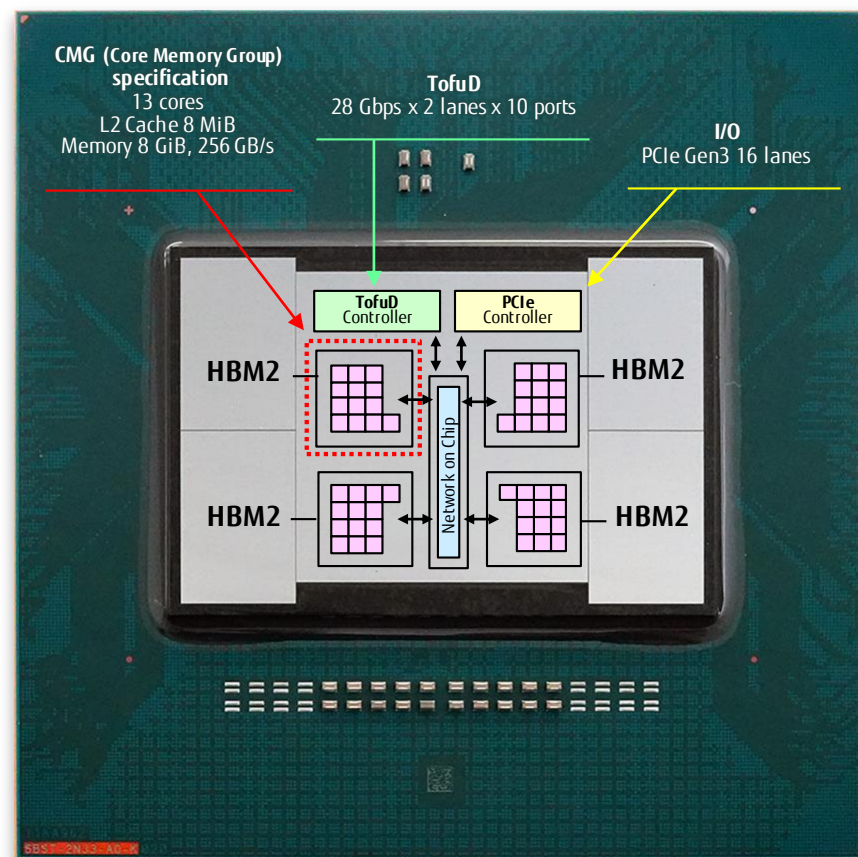 CMG (Core Memory Group)
specification
13 cores
L2 Cache 8 MiB
Memory 8 GiB, 256 GB/s
TofuD
28 Gbps x 2 lanes x 10 ports
I/O
PCIe Gen3 16 lanes
TofuD
Controller
PCIe
Controller
HBM2
HBM2
Network on Chip
HBM2
HBM2